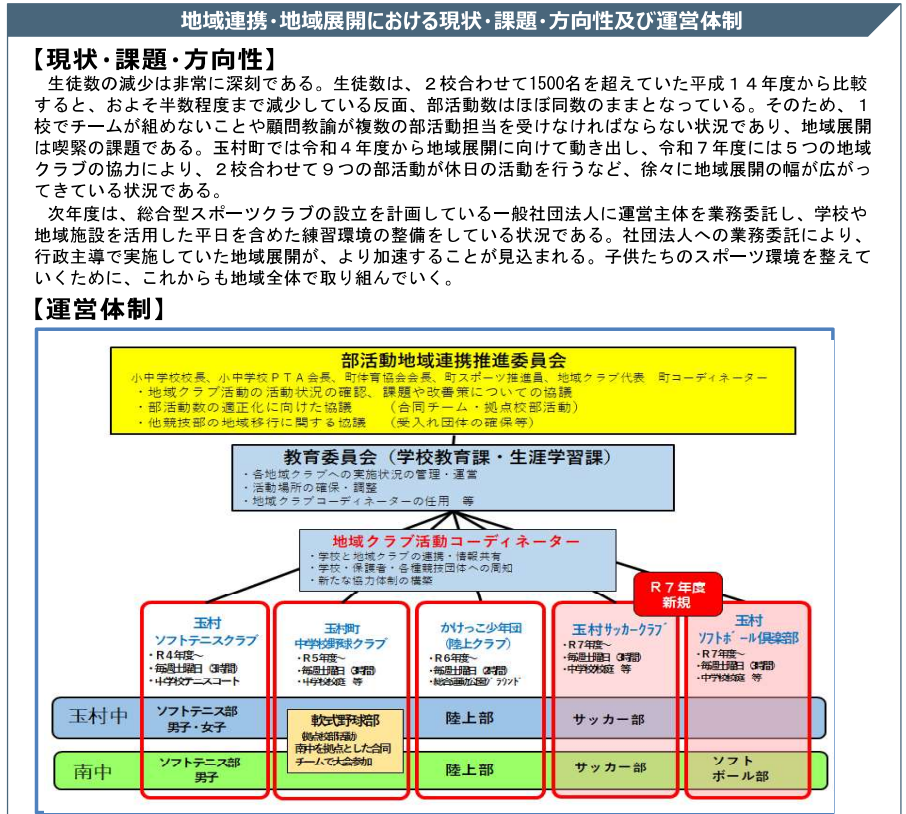 地域連携・地域展開における現状・課題・方向性及び運営体制
【現状・課題・方向性】
生徒数の減少は非常に深刻である。生徒数は、２校合わせて1500名を超えていた平成１４年度から比較
すると、およそ半数程度まで減少している反面、部活動数はほぼ同数のままとなっている。そのため、１
校でチームが組めないことや顧問教諭が複数の部活動担当を受けなければならない状況であり、地域展開
は喫緊の課題である。玉村町では令和４年度から地域展開に向けて動き出し、令和７年度には５つの地域
クラブの協力により、２校合わせて９つの部活動が休日の活動を行うなど、徐々に地域展開の幅が広がっ
てきている状況である。
次年度は、総合型スポーツクラブの設立を計画している一般社団法人に運営主体を業務委託し、学校や
地域施設を活用した平日を含めた練習環境の整備をしている状況である。社団法人への業務委託により、
行政主導で実施していた地域展開が、より加速することが見込まれる。子供たちのスポーツ環境を整えて
いくために、これからも地域全体で取り組んでいく。
【運営体制】
部活動地域連携推進委員会
小中学校校長、小中学校ＰＴＡ会長、町体育協会会長、町スポーツ推進員、地域クラブ代表　町コーディネーター
・地域クラブ活動の活動状況の確認、課題や改善策についての協議
・部活動数の適正化に向けた協議　（合同チーム・拠点校部活動）
・他競技部の地域移行に関する協議　（受入れ団体の確保等）
教育委員会（学校教育課・生涯学習課）
・各地域クラブへの実施状況の管理・運営
・活動場所の確保・調整
・地域クラブコーディネーターの任用　等
地域クラブ活動コーディネーター
・学校と地域クラブの連携・情報共有
・学校・保護者・各種競技団体への周知
・新たな協力体制の構築
Ｒ７年度
新規
玉村
ソフトテニスクラブ
・Ｒ4年度～
・毎週土曜日（3時間）
・中学校テニスコート
玉村町
中学校野球クラブ
・Ｒ5年度～
・毎週土曜日（3時間）
・中学校校庭　等
かけっこ少年団
（陸上クラブ）
・Ｒ6年度～
・毎週土曜日（2時間）
・総合運動公園ｸﾞﾗｳﾝﾄﾞ
玉村ｻｯｶｰｸﾗﾌﾞ
・Ｒ7年度～
・毎週土曜日（3時間）
・中学校校庭　等
玉村
ｿﾌﾄﾎﾞｰﾙ倶楽部
・Ｒ7年度～
・毎週土曜日（3時間）
・中学校校庭　等
玉村中
ソフトテニス部
男子・女子
軟式野球部
（拠点校部活動）
南中を拠点とした合同
チームで大会参加
陸上部
サッカー部
南中
ソフトテニス部
男子
陸上部
サッカー部
ソフト
ボール部